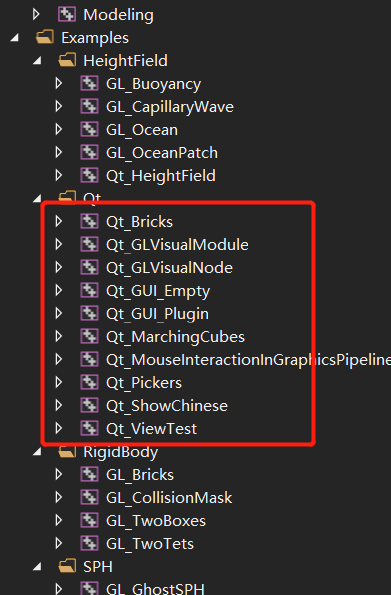 Modeling
Examples
HeightField
GL_Buoyancy
GL_CapillaryWave
GL_Ocean
GL_OceanPatch
Qt_HeightField
Qt
Qt_Bricks
Qt_GLVisualModule
Qt_GLVisualNode
Qt_GUI_Empty
Qt_GUI_Plugin
Qt_MarchingCubes
Qt_MouseInteractionInGraphicsPipeline
Qt_Pickers
Qt_ShowChinese
Qt_ViewTest
RigidBody
GL_Bricks
GL_CollisionMask
GL_TwoBoxes
GL_TwoTets
SPH
GL_GhostSPH